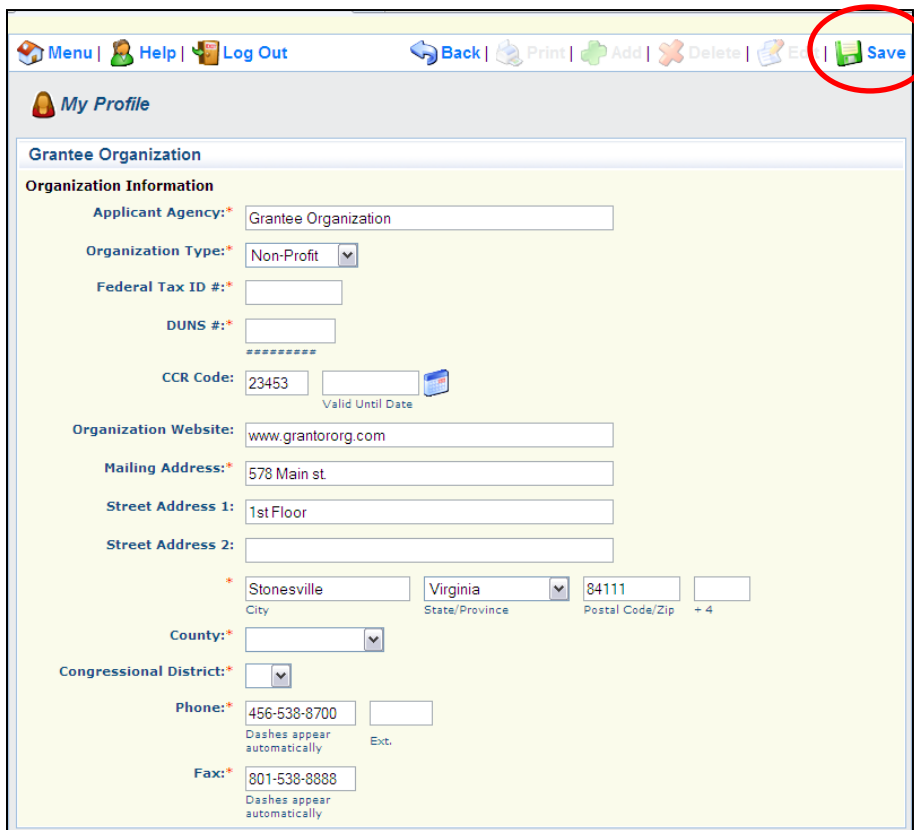 Menu | Help | Log Out Back | Print | Add | Delete | Edit | Save
My Profile
Grantee Organization
Organization Information
Applicant Agency:* Grantee Organization
Organization Type:* Non-Profit
Federal Tax ID #:*
DUNS #:*
#########
CCR Code: 23453
Valid Until Date
Organization Website: www.grantororg.com
Mailing Address:* 578 Main st.
Street Address 1: 1st Floor
Street Address 2:
* Stonesville Virginia 84111
City State/Province Postal Code/Zip + 4
County:*
Congressional District:*
Phone:* 456-538-8700
Dashes appear
automatically Ext.
Fax:* 801-538-8888
Dashes appear
automatically